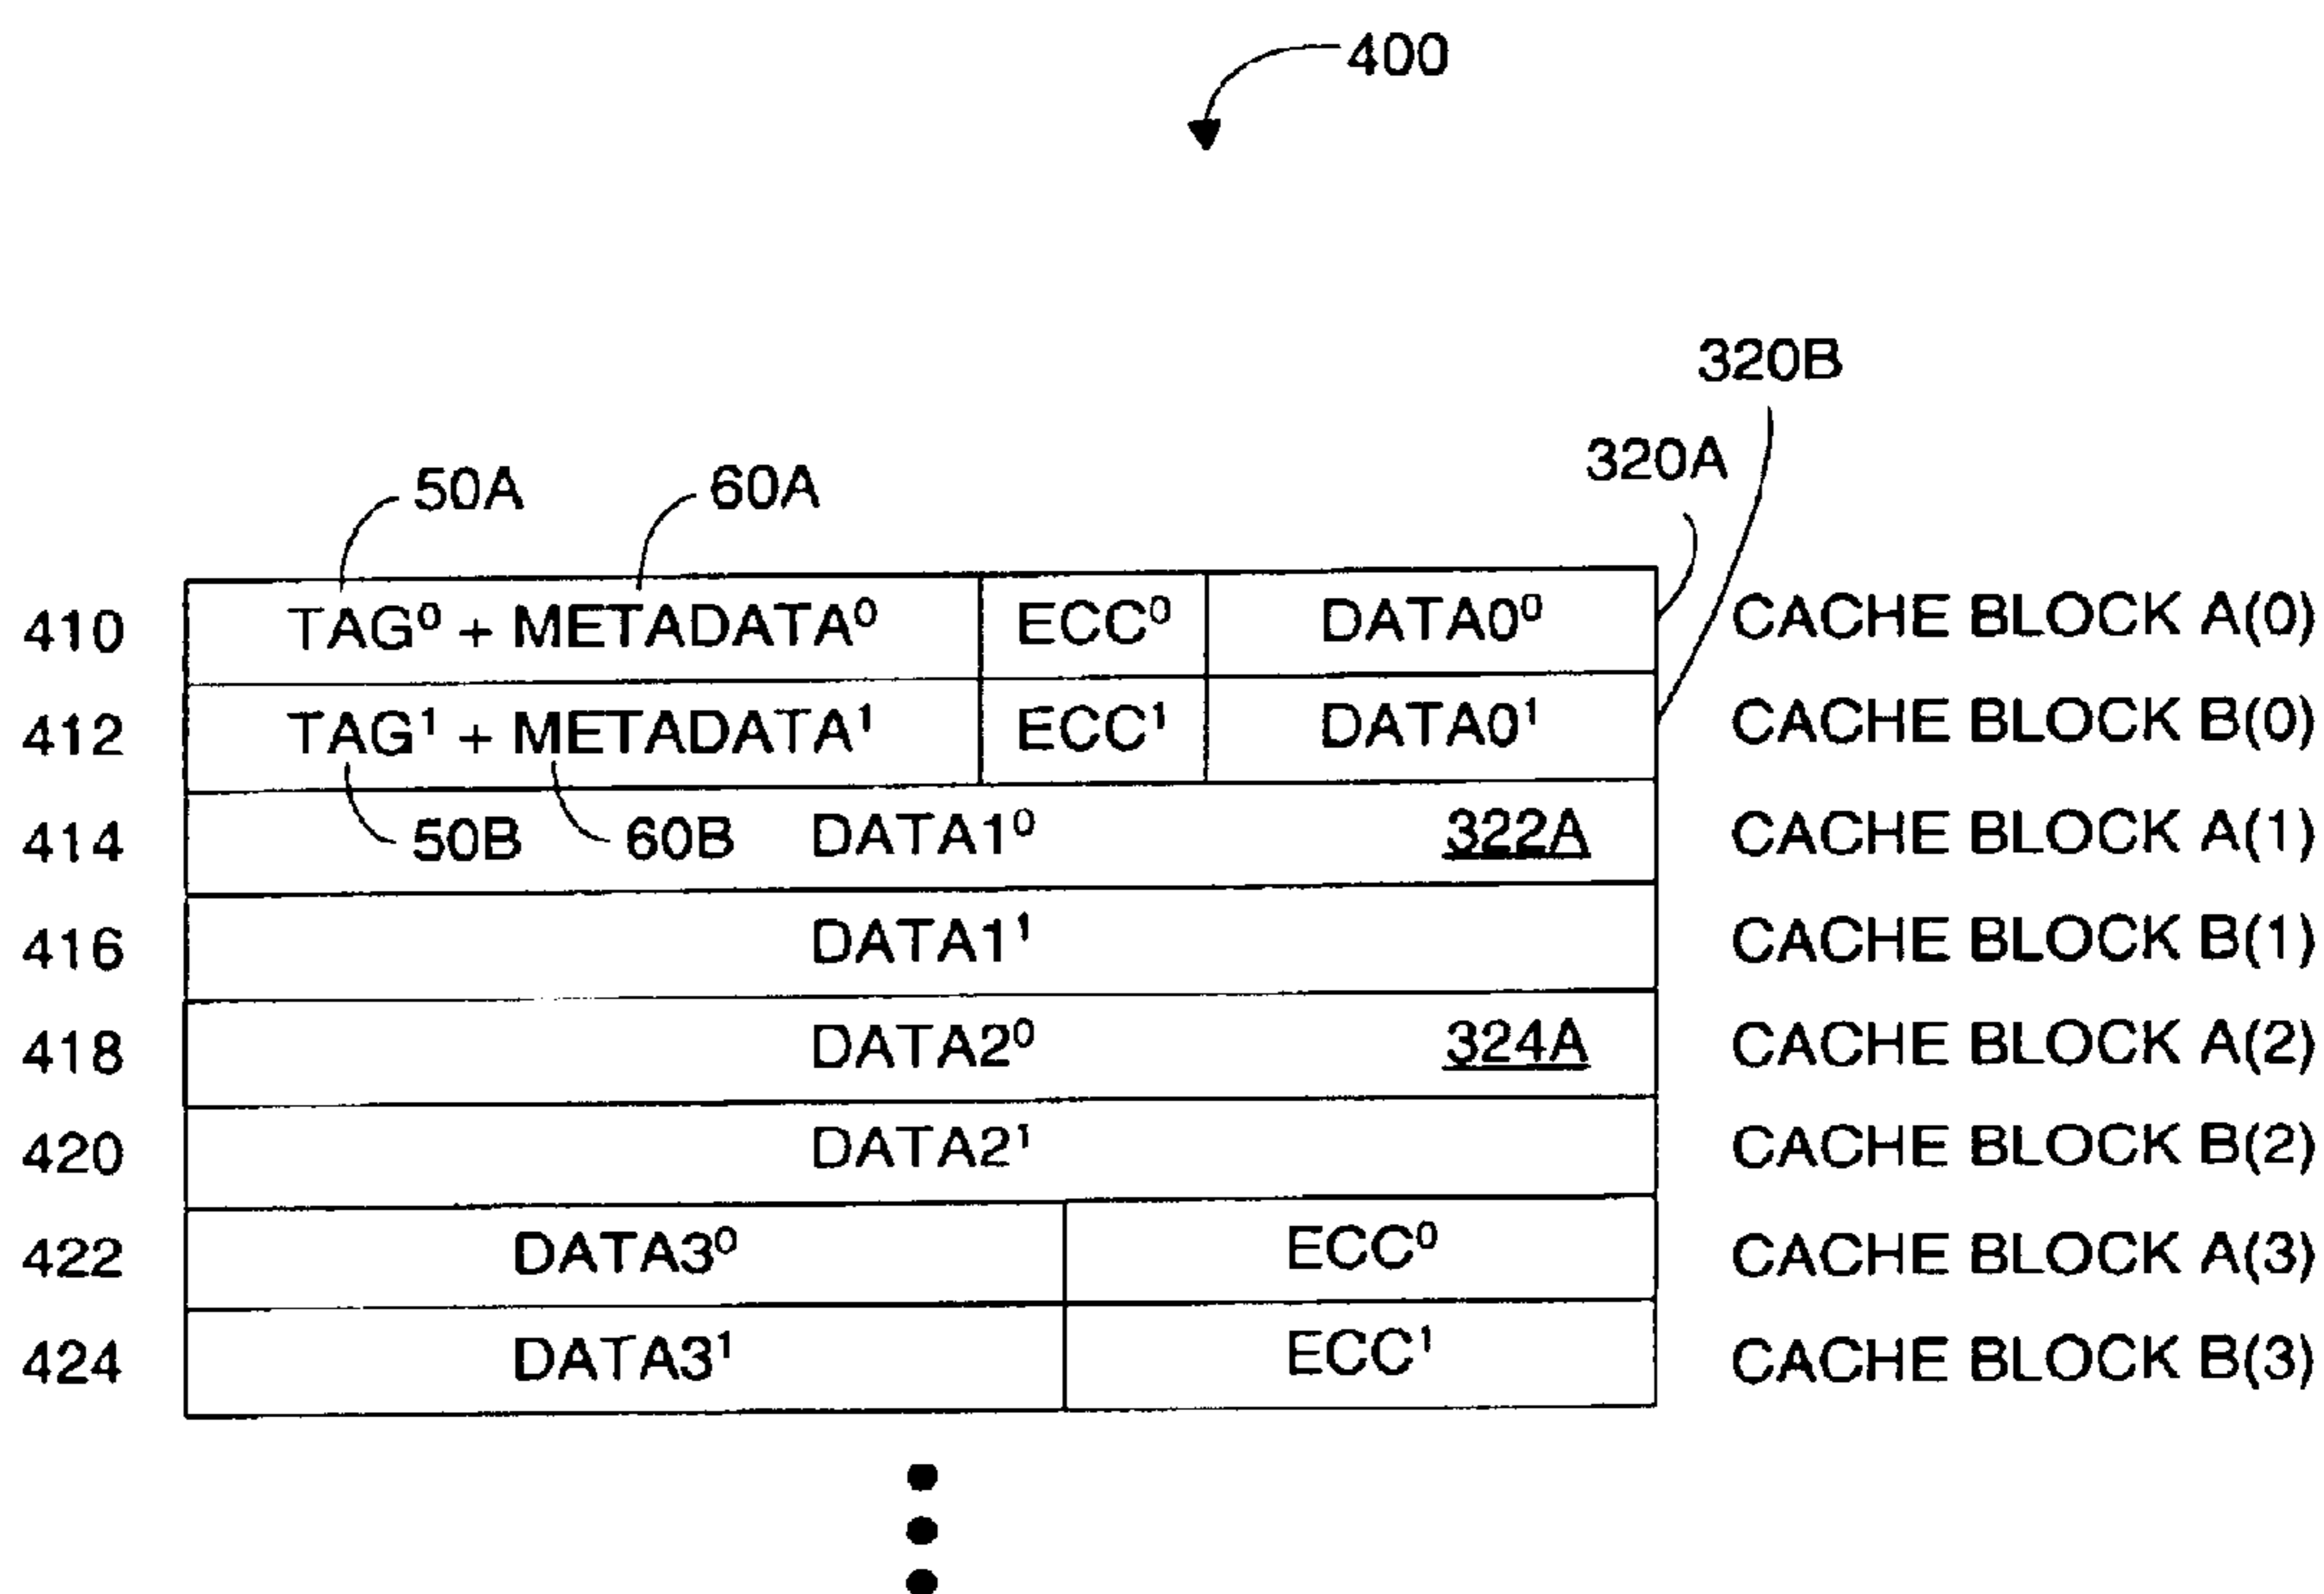 400
320B
320A
50A 60A
410 TAG⁰ + METADATA⁰ ECC⁰ DATA0⁰ CACHE BLOCK A(0)
412 TAG¹ + METADATA¹ ECC¹ DATA0¹ CACHE BLOCK B(0)
414 50B 60B DATA1⁰ 322A CACHE BLOCK A(1)
416 DATA1¹ CACHE BLOCK B(1)
418 DATA2⁰ 324A CACHE BLOCK A(2)
420 DATA2¹ CACHE BLOCK B(2)
422 DATA3⁰ ECC⁰ CACHE BLOCK A(3)
424 DATA3¹ ECC¹ CACHE BLOCK B(3)